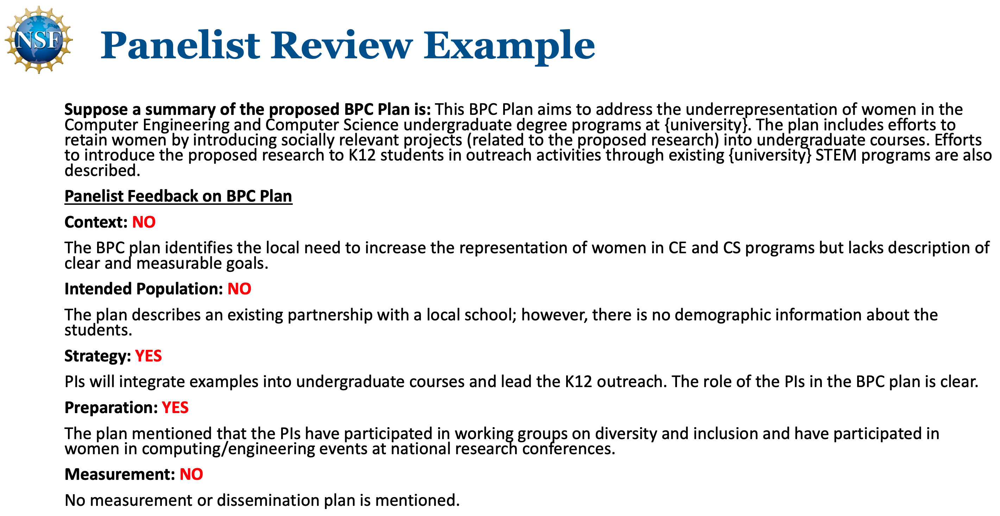 NSF
Panelist Review Example
Suppose a summary of the proposed BPC Plan is: This BPC Plan aims to address the underrepresentation of women in the
Computer Engineering and Computer Science undergraduate degree programs at {university}. The plan includes efforts to
retain women by introducing socially relevant projects (related to the proposed research) into undergraduate courses. Efforts
to introduce the proposed research to K12 students in outreach activities through existing {university} STEM programs are also
described.
Panelist Feedback on BPC Plan
Context: NO
The BPC plan identifies the local need to increase the representation of women in CE and CS programs but lacks description of
clear and measurable goals.
Intended Population: NO
The plan describes an existing partnership with a local school; however, there is no demographic information about the
students.
Strategy: YES
PIs will integrate examples into undergraduate courses and lead the K12 outreach. The role of the PIs in the BPC plan is clear.
Preparation: YES
The plan mentioned that the PIs have participated in working groups on diversity and inclusion and have participated in
women in computing/engineering events at national research conferences.
Measurement: NO
No measurement or dissemination plan is mentioned.